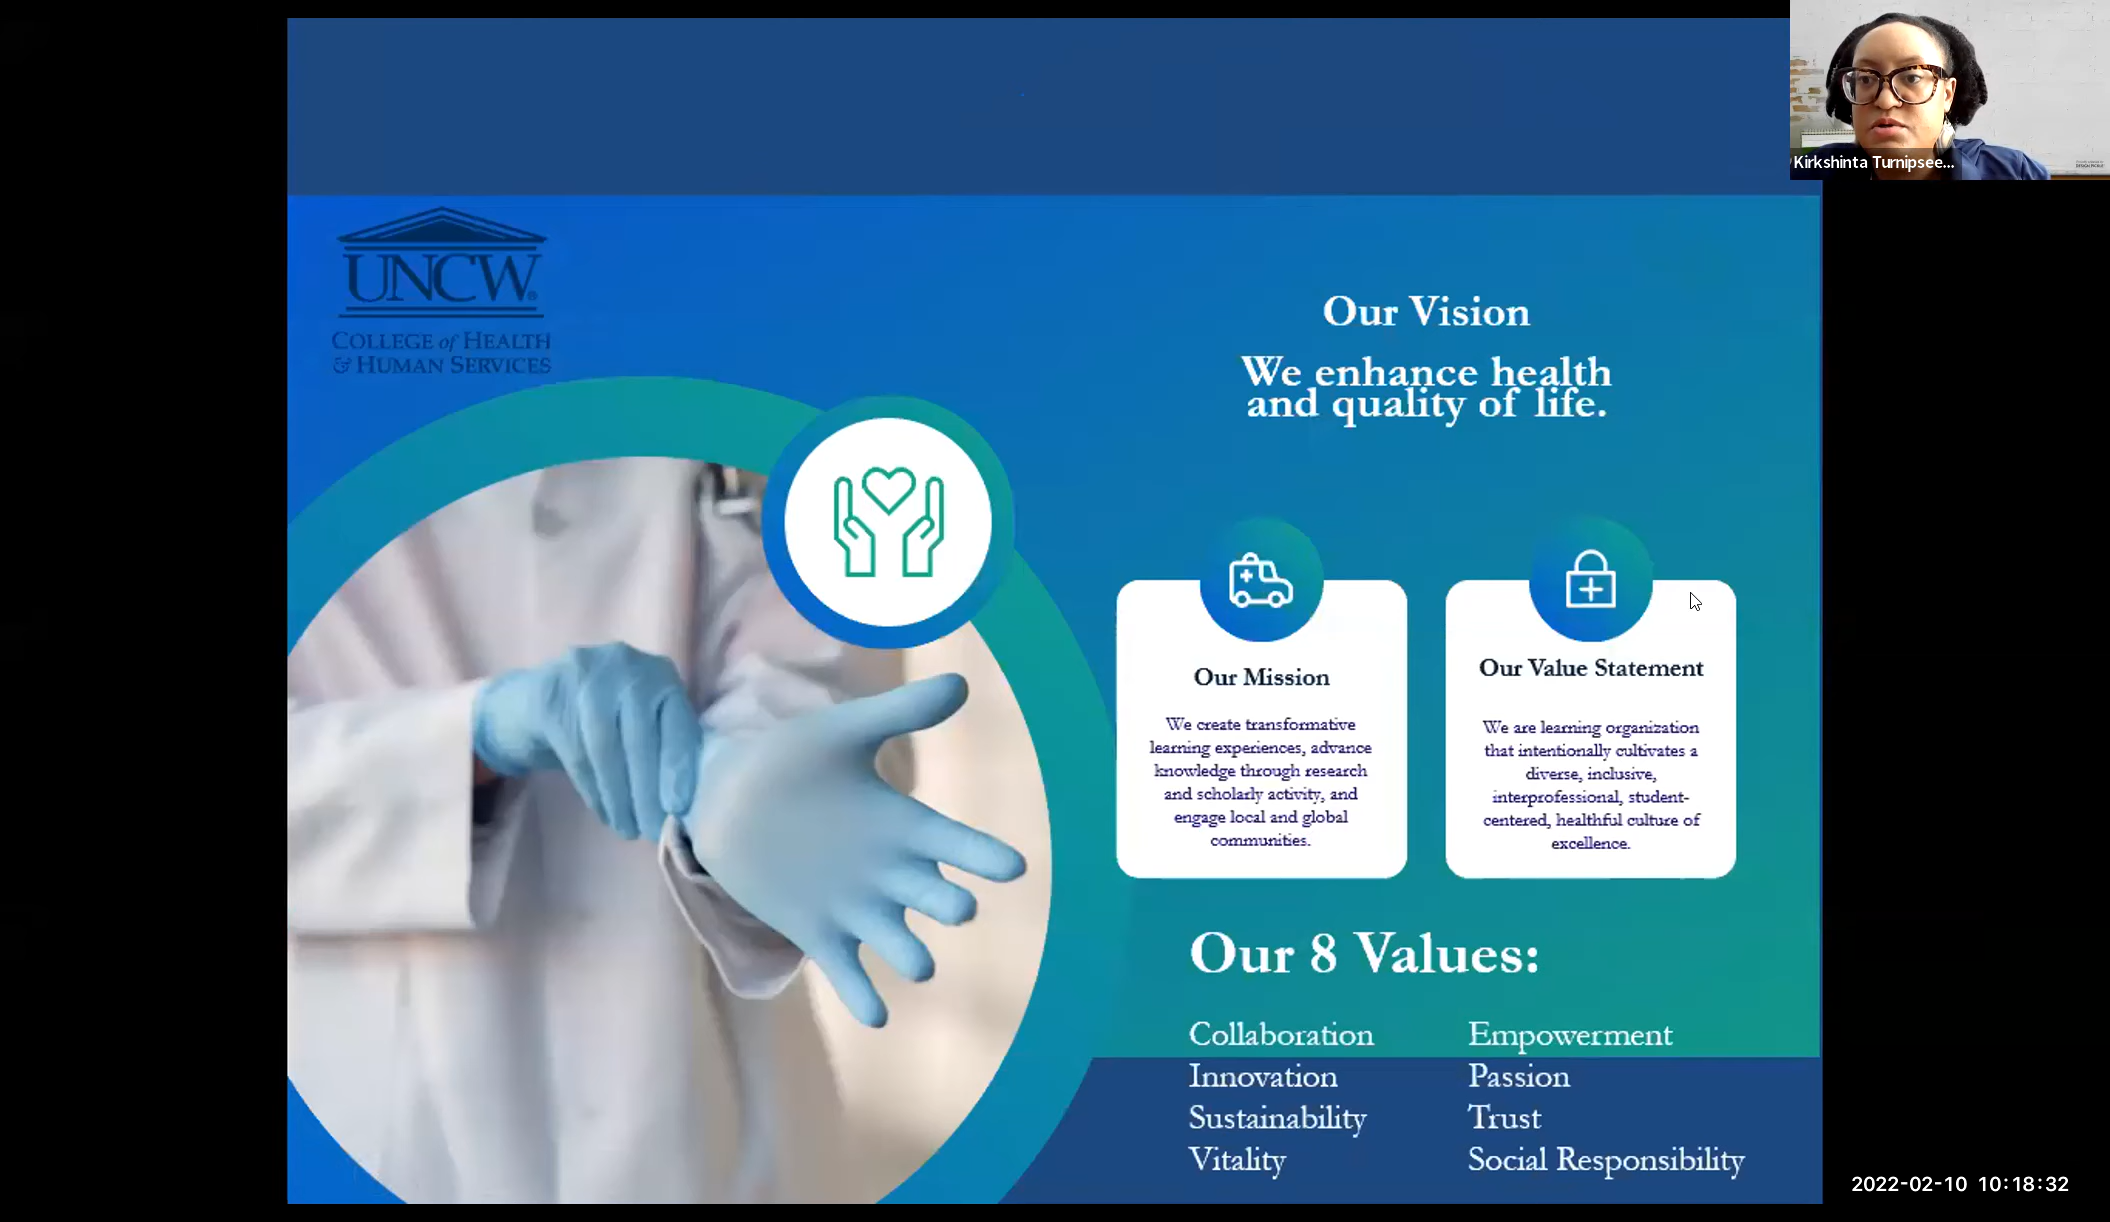 UNCW®
COLLEGE of HEALTH
& HUMAN SERVICES
Our Vision
We enhance health
and quality of life.
Our Mission
We create transformative
learning experiences, advance
knowledge through research
and scholarly activity, and
engage local and global
communities.
Our Value Statement
We are learning organization
that intentionally cultivates a
diverse, inclusive,
interprofessional, student-
centered, healthful culture of
excellence.
Our 8 Values:
Collaboration
Innovation
Sustainability
Vitality
Empowerment
Passion
Trust
Social Responsibility
Kirkshinta Turnipsee...
2022-02-10 10:18:32